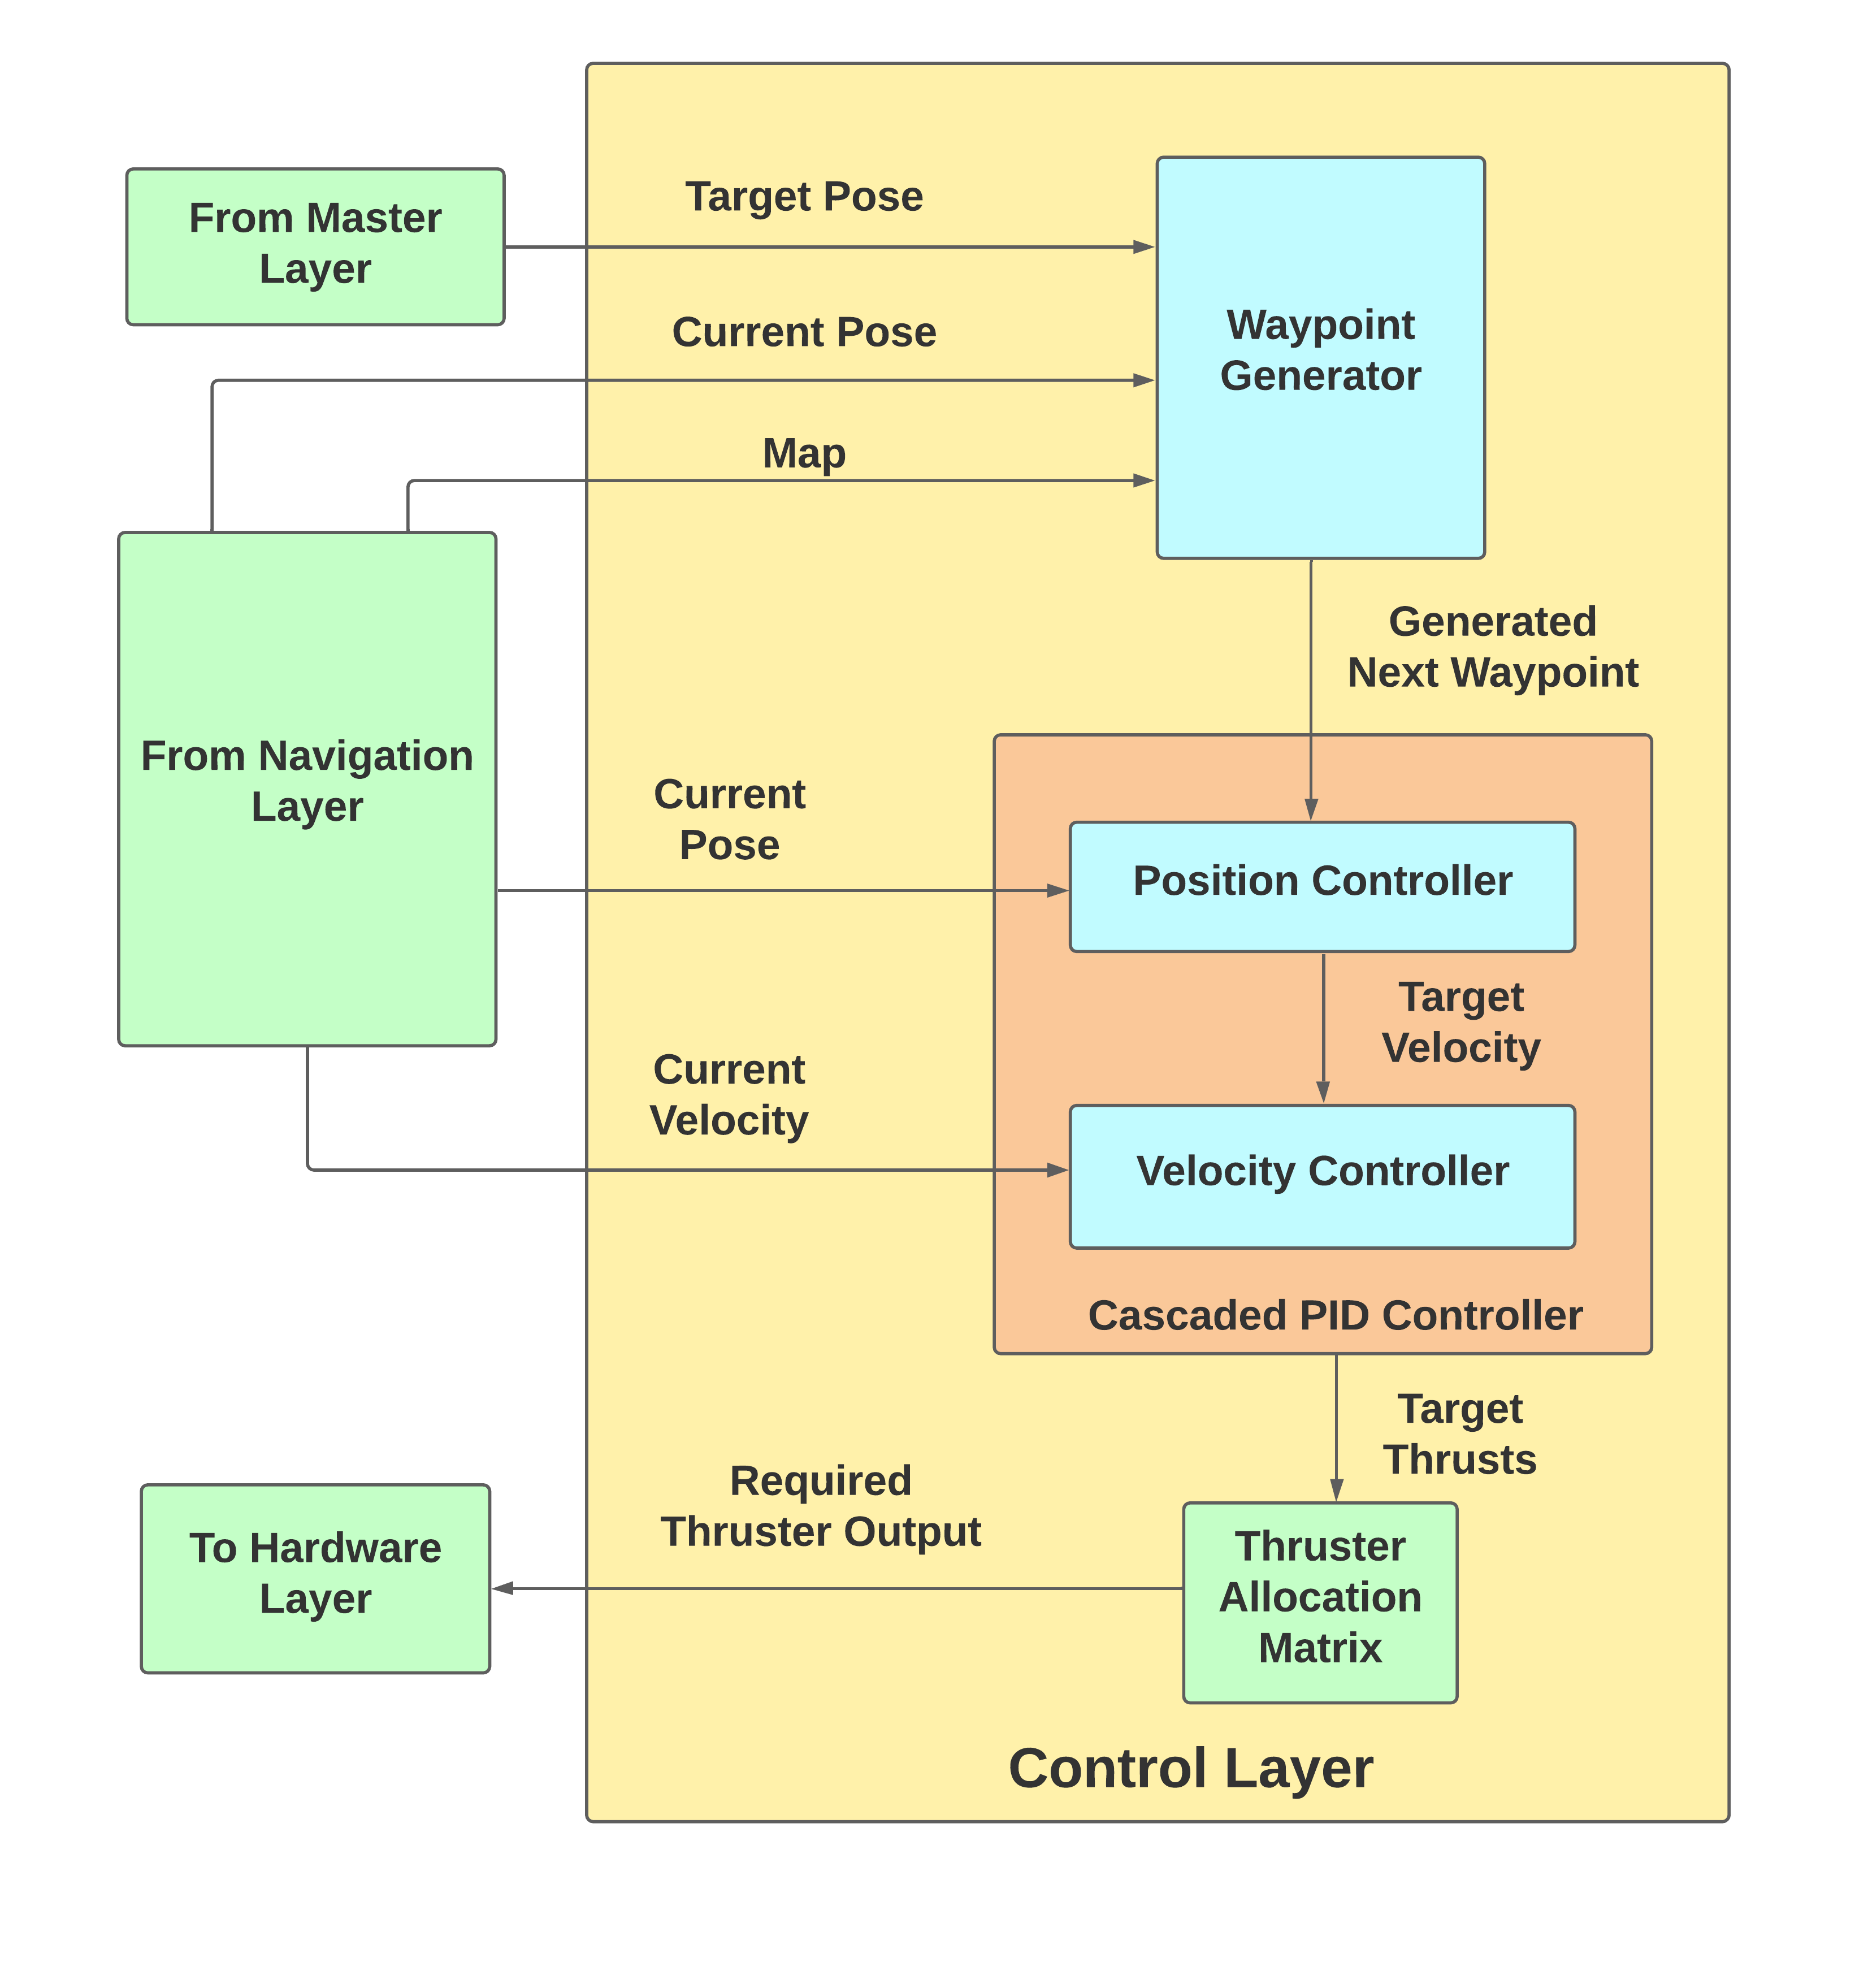 From Master
Layer
Target Pose
Current Pose
Map
Waypoint
Generator
Generated
Next Waypoint
From Navigation
Layer
Current
Pose
Position Controller
Target
Velocity
Current
Velocity
Velocity Controller
Cascaded PID Controller
Target
Thrusts
Required
Thruster Output
To Hardware
Layer
Thruster
Allocation
Matrix
Control Layer